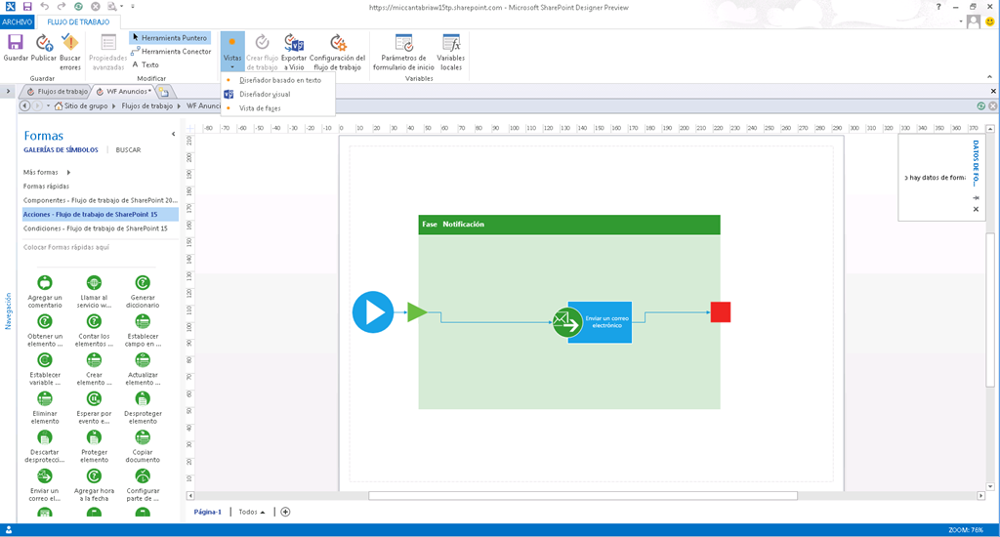 https://miccantabriaw15tp.sharepoint.com - Microsoft SharePoint Designer Preview
ARCHIVO
FLUJO DE TRABAJO
Guardar
Publicar
Buscar errores
Guardar
Propiedades avanzadas
Herramienta Puntero
Herramienta Conector
A Texto
Modificar
Vistas
Crear flujo de trabajo
Exportar a Visio
Configuración del flujo de trabajo
Parámetros de formulario de inicio
Variables locales
Variables
Diseñador basado en texto
Diseñador visual
Vista de fases
Flujos de trabajo
WF Anuncios *
Sitio de grupo
Flujos de trabajo
WF Anunc
Formas
GALERÍAS DE SÍMBOLOS
BUSCAR
Más formas
Formas rápidas
Componentes - Flujo de trabajo de SharePoint 20...
Acciones - Flujo de trabajo de SharePoint 15
Condiciones - Flujo de trabajo de SharePoint 15
Colocar Formas rápidas aquí
Agregar un comentario
Llamar al servicio w...
Generar diccionario
Obtener un elemento ...
Contar los elementos ...
Establecer campo en ...
Establecer variable ...
Crear elemento ...
Actualizar elemento ...
Eliminar elemento
Esperar por evento e...
Desproteger elemento
Descartar desprotecci...
Proteger elemento
Copiar documento
Enviar un correo el...
Agregar hora a la fecha
Configurar parte de ...
Navegación
-80 -70 -60 -50 -40 -30 -20 -10 0 10 20 30 40 50 60 70 80 90 100 110 120 130 140 150 160 170 180 190 200 210 220 230 240 250 260 270 280 290 300 310 320 330 340 350 360 370
210
200
190
180
170
160
150
140
130
120
110
100
90
80
70
60
50
40
30
20
10
Fase Notificación
Enviar un correo electrónico
DATOS DE FO...
o hay datos de forma
Página-1
Todos
ZOOM: 76%